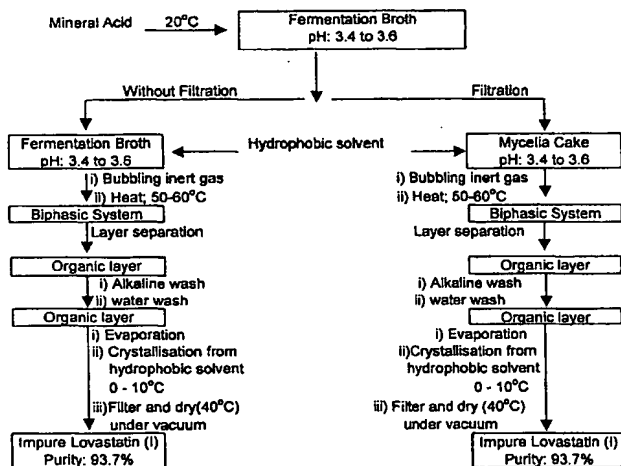 Mineral Acid
20°C
Fermentation Broth
pH: 3.4 to 3.6
Without Filtration
Filtration
Fermentation Broth
pH: 3.4 to 3.6
Hydrophobic solvent
Mycelia Cake
pH: 3.4 to 3.6
i) Bubbling inert gas
ii) Heat; 50-60°C
Biphasic System
Layer separation
Organic layer
i) Alkaline wash
ii) water wash
Organic layer
i) Evaporation
ii) Crystallisation from
hydrophobic solvent
0 - 10°C
iii)Filter and dry(40°C)
under vacuum
Impure Lovastatin (I)
Purity: 93.7%
i) Bubbling inert gas
ii) Heat; 50-60°C
Biphasic System
Layer separation
Organic layer
i) Alkaline wash
ii) water wash
Organic layer
i) Evaporation
ii)Crystallisation from
hydrophobic solvent
0 - 10°C
iii) Filter and dry (40°C)
under vacuum
Impure Lovastatin (I)
Purity: 93.7%